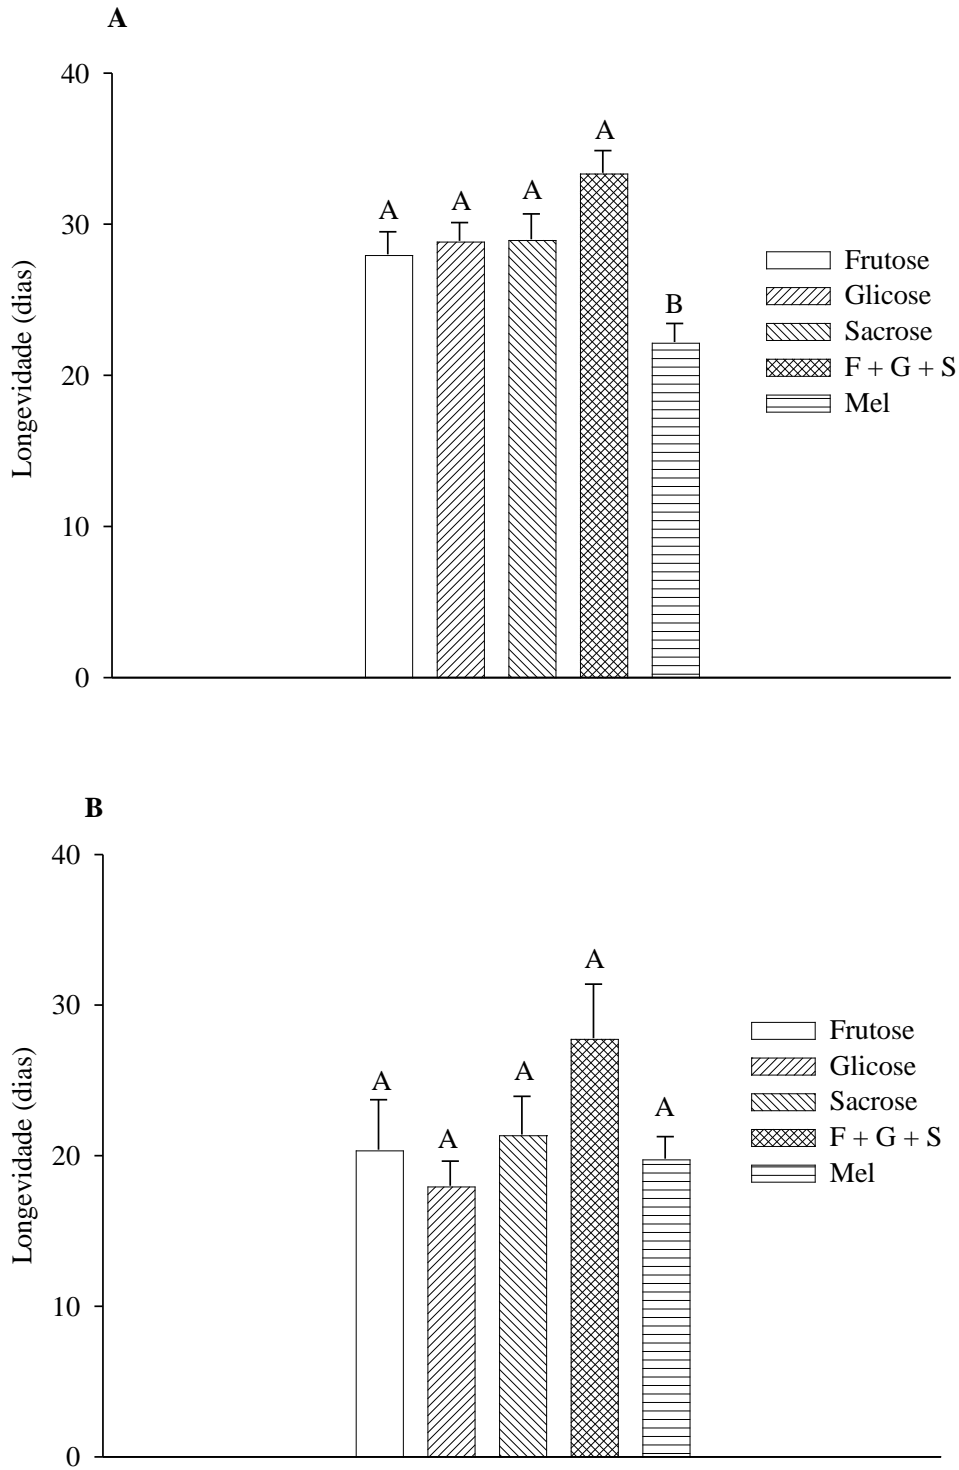 A
40
30
20
10
0
Longevidade (dias)
A
A
A
A
B
Frutose
Glicose
Sacrose
F + G + S
Mel
B
40
30
20
10
0
Longevidade (dias)
A
A
A
A
A
Frutose
Glicose
Sacrose
F + G + S
Mel